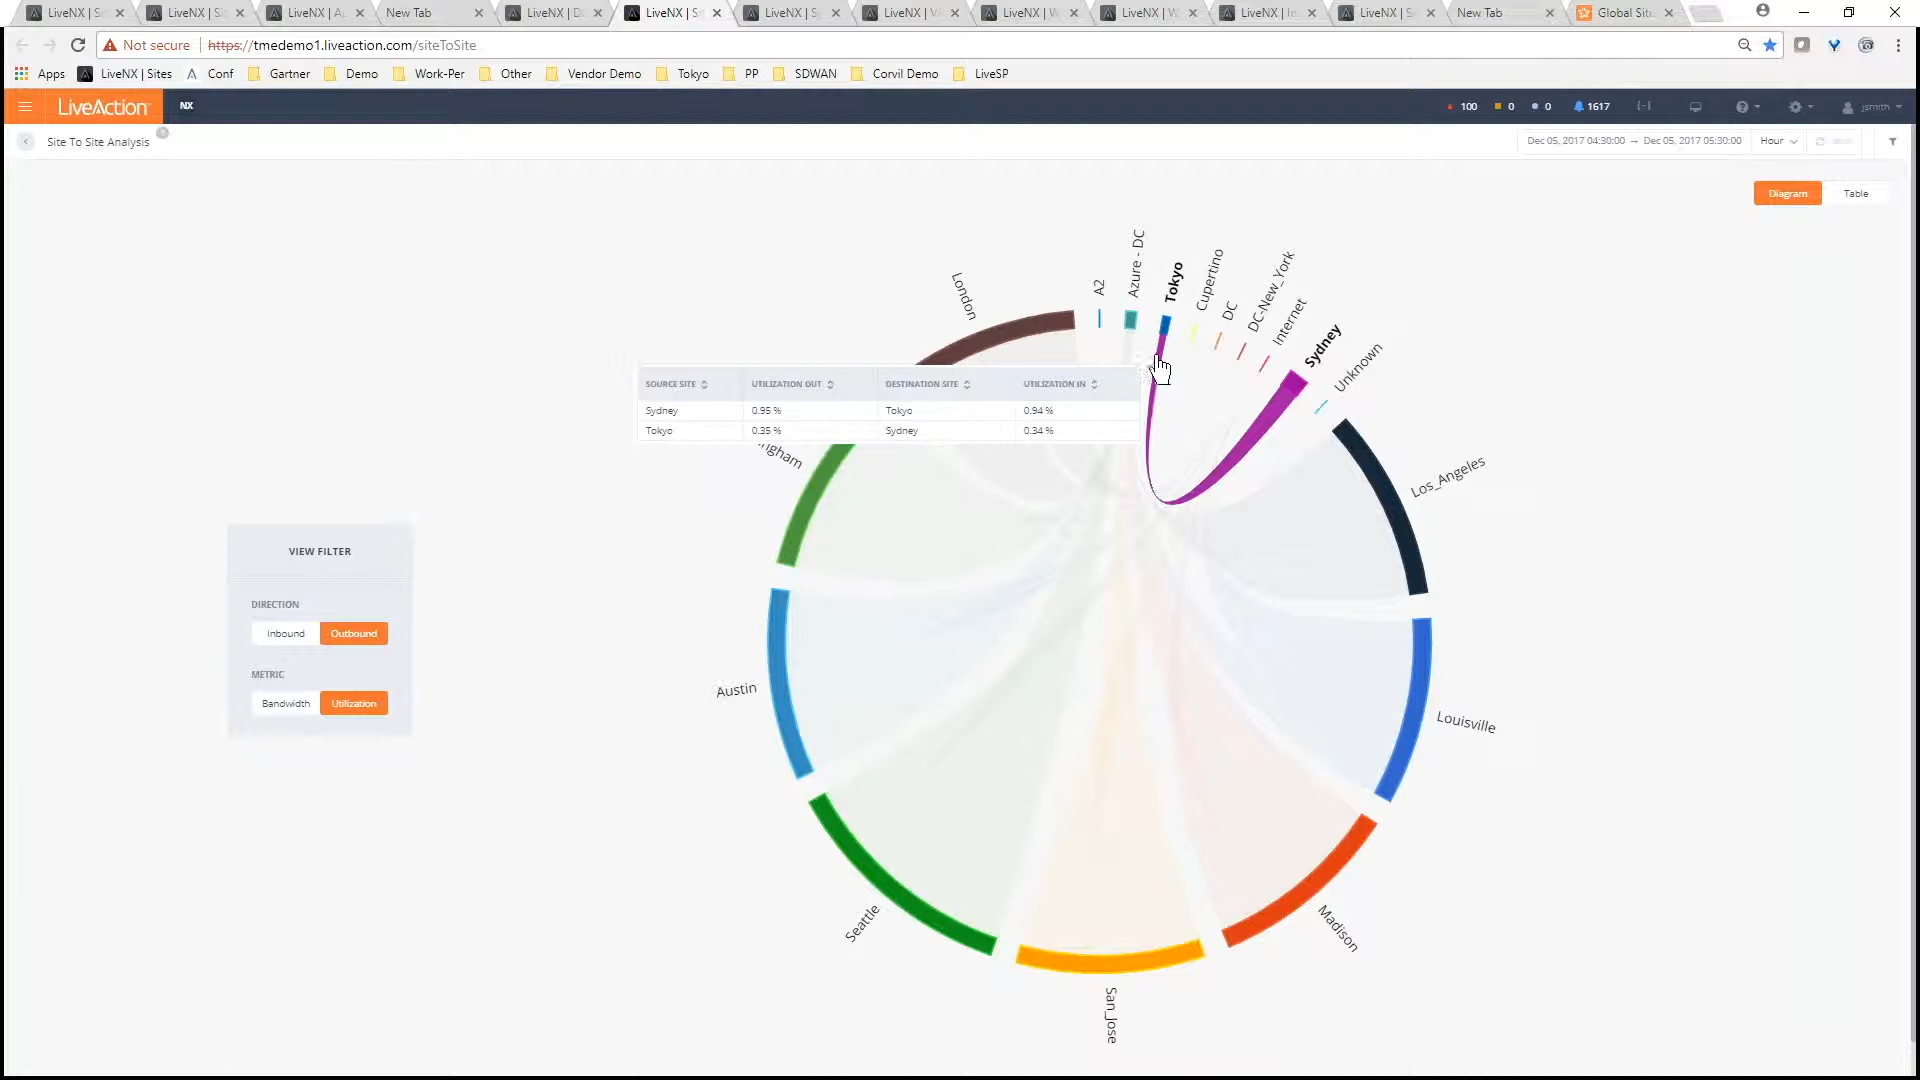 LiveNX | S
LiveNX | Si
LiveNX | A
New Tab
LiveNX | D
LiveNX | S
LiveNX | S
LiveNX | Vi
LiveNX | W
LiveNX | W
LiveNX | In
LiveNX | S
New Tab
Global Site
Not secure
https://tmedemo1.liveaction.com/siteToSite
Apps
LiveNX | Sites
Conf
Gartner
Demo
Work-Per
Other
Vendor Demo
Tokyo
PP
SDWAN
Corvil Demo
LiveSP
LiveAction
NX
100
0
0
1617
jsmith
Site To Site Analysis
Dec 05, 2017 04:30:00 → Dec 05, 2017 05:30:00
Hour
Diagram
Table
London
A2
Azure - DC
Tokyo
Cupertino
DC
DC-New_York
Internet
Sydney
Unknown
SOURCE SITE UTILIZATION OUT DESTINATION SITE UTILIZATION IN
Sydney 0.95 % Tokyo 0.94 %
Tokyo 0.35 % Sydney 0.34 %
ingham
Los_Angeles
VIEW FILTER
DIRECTION
Inbound
Outbound
METRIC
Bandwidth
Utilization
Austin
Louisville
Seattle
Madison
San_Jose